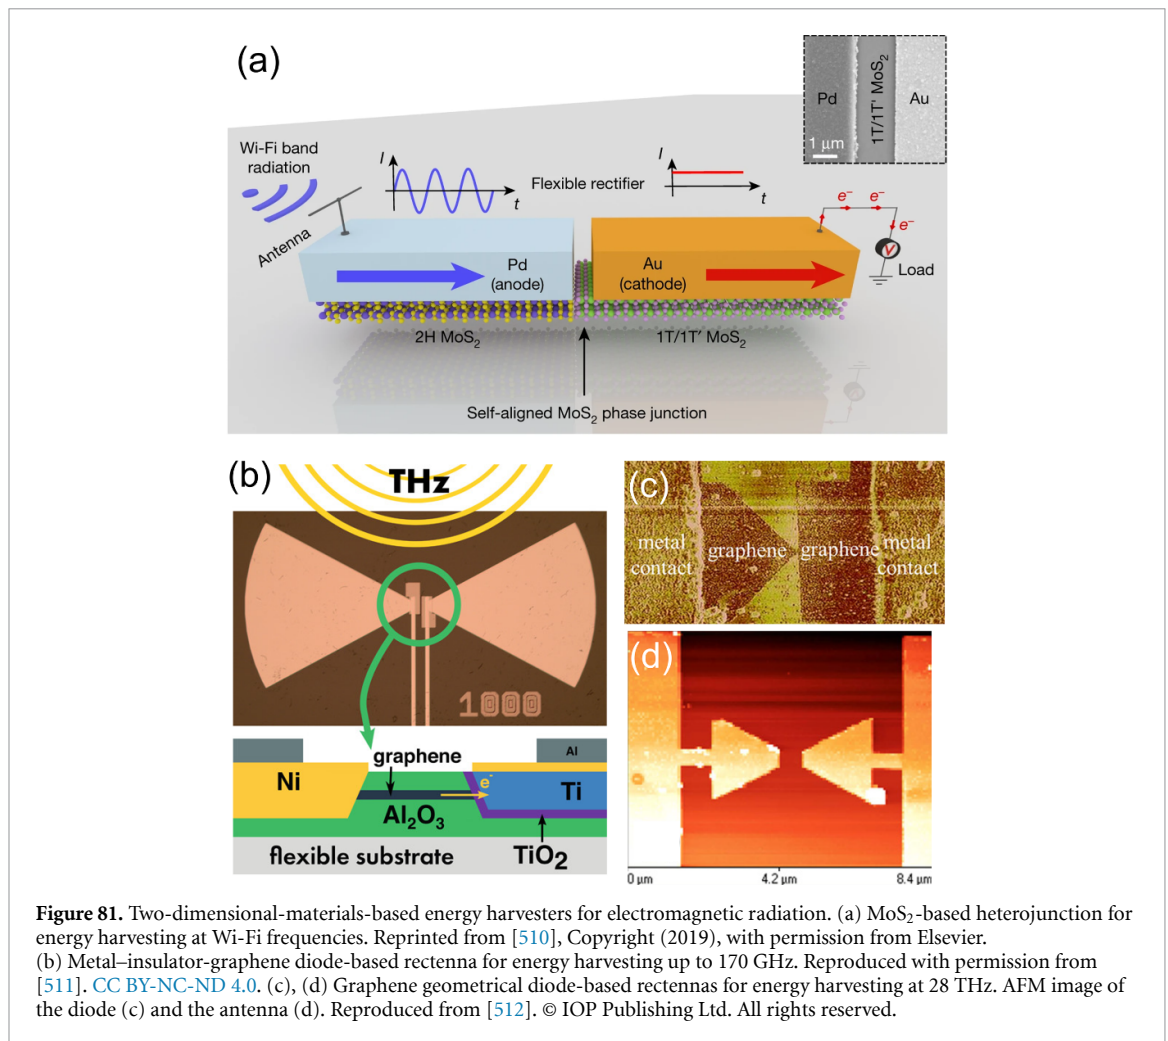 (a)
Pd
1T/1T′ MoS₂
Au
1 μm
Wi-Fi band
radiation
Antenna
I
t
Flexible rectifier
I
t
e⁻
e⁻
e⁻
V
Load
Pd
(anode)
Au
(cathode)
2H MoS₂
1T/1T′ MoS₂
Self-aligned MoS₂ phase junction
(b)
THz
1000
graphene
Al
Ni
e⁻
Ti
Al₂O₃
flexible substrate
TiO₂
(c)
metal
contact
graphene
graphene
metal
contact
(d)
0 μm
4.2 μm
8.4 μm
Figure 81. Two-dimensional-materials-based energy harvesters for electromagnetic radiation. (a) MoS₂-based heterojunction for
energy harvesting at Wi-Fi frequencies. Reprinted from [510], Copyright (2019), with permission from Elsevier.
(b) Metal–insulator-graphene diode-based rectenna for energy harvesting up to 170 GHz. Reproduced with permission from
[511]. CC BY-NC-ND 4.0. (c), (d) Graphene geometrical diode-based rectennas for energy harvesting at 28 THz. AFM image of
the diode (c) and the antenna (d). Reproduced from [512]. © IOP Publishing Ltd. All rights reserved.